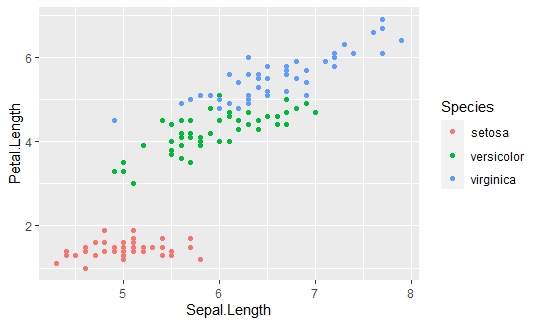 6
4
2
Petal.Length
5
6
7
8
Sepal.Length
Species
setosa
versicolor
virginica